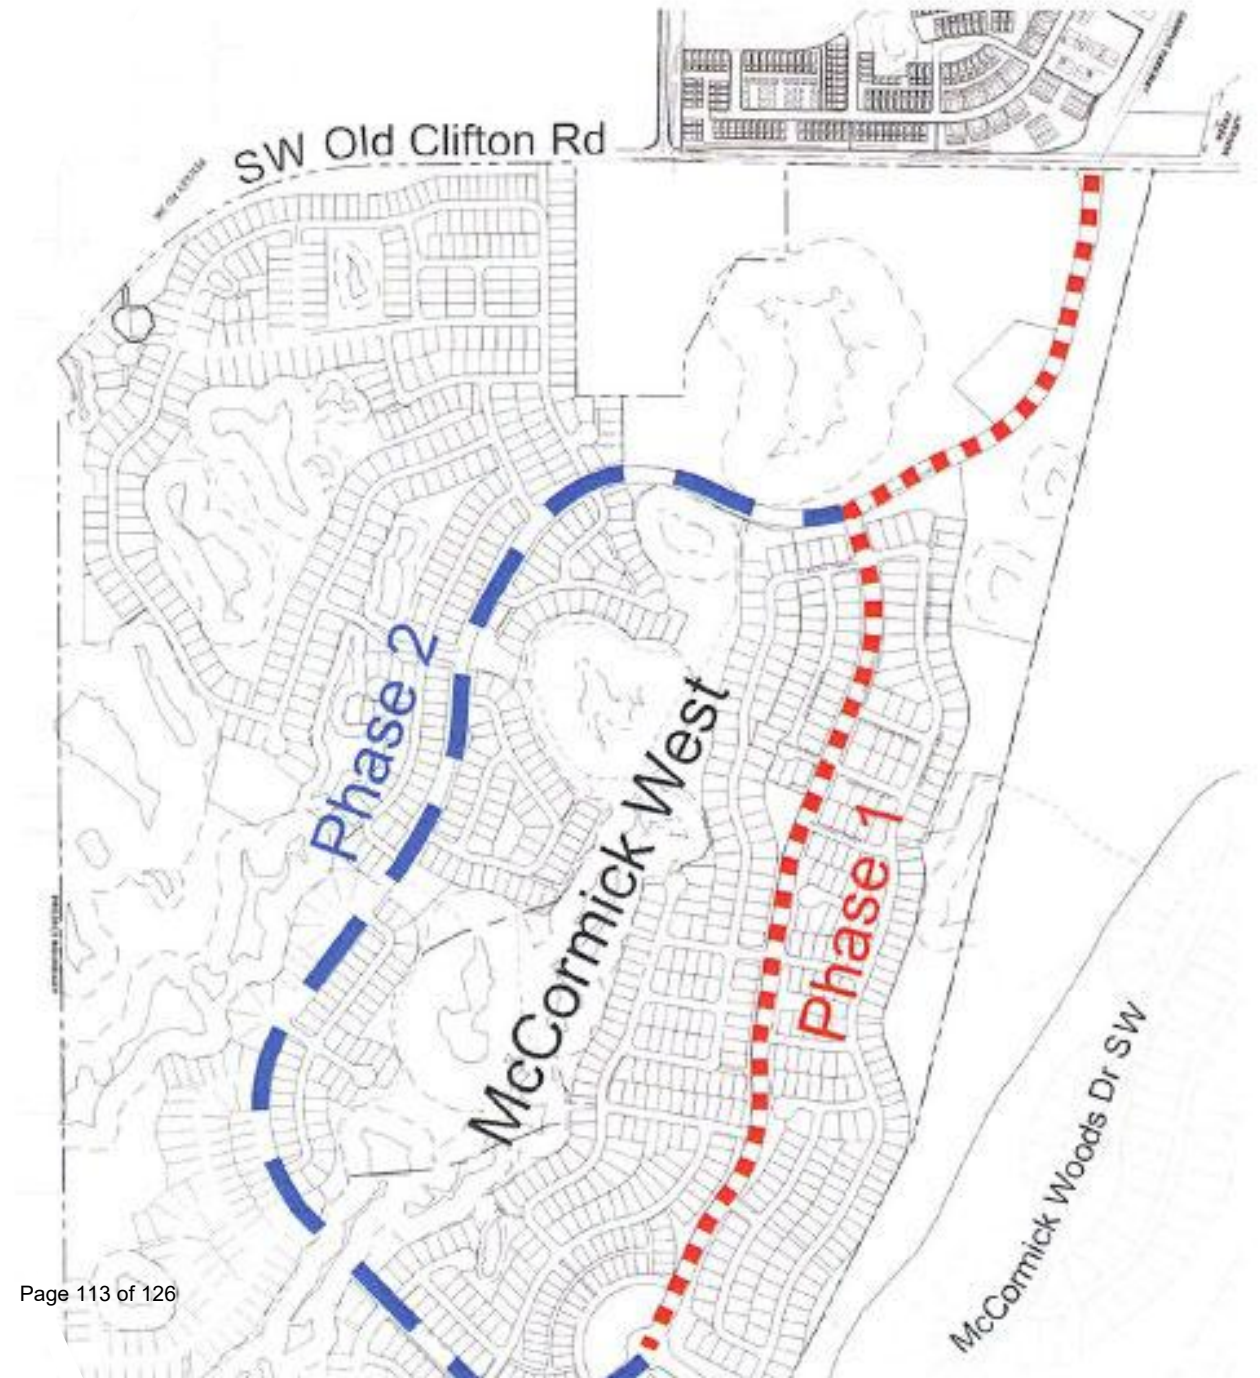 SW Old Clifton Rd
Phase 2
McCormick West
Phase 1
McCormick Woods Dr SW
Page 113 of 126